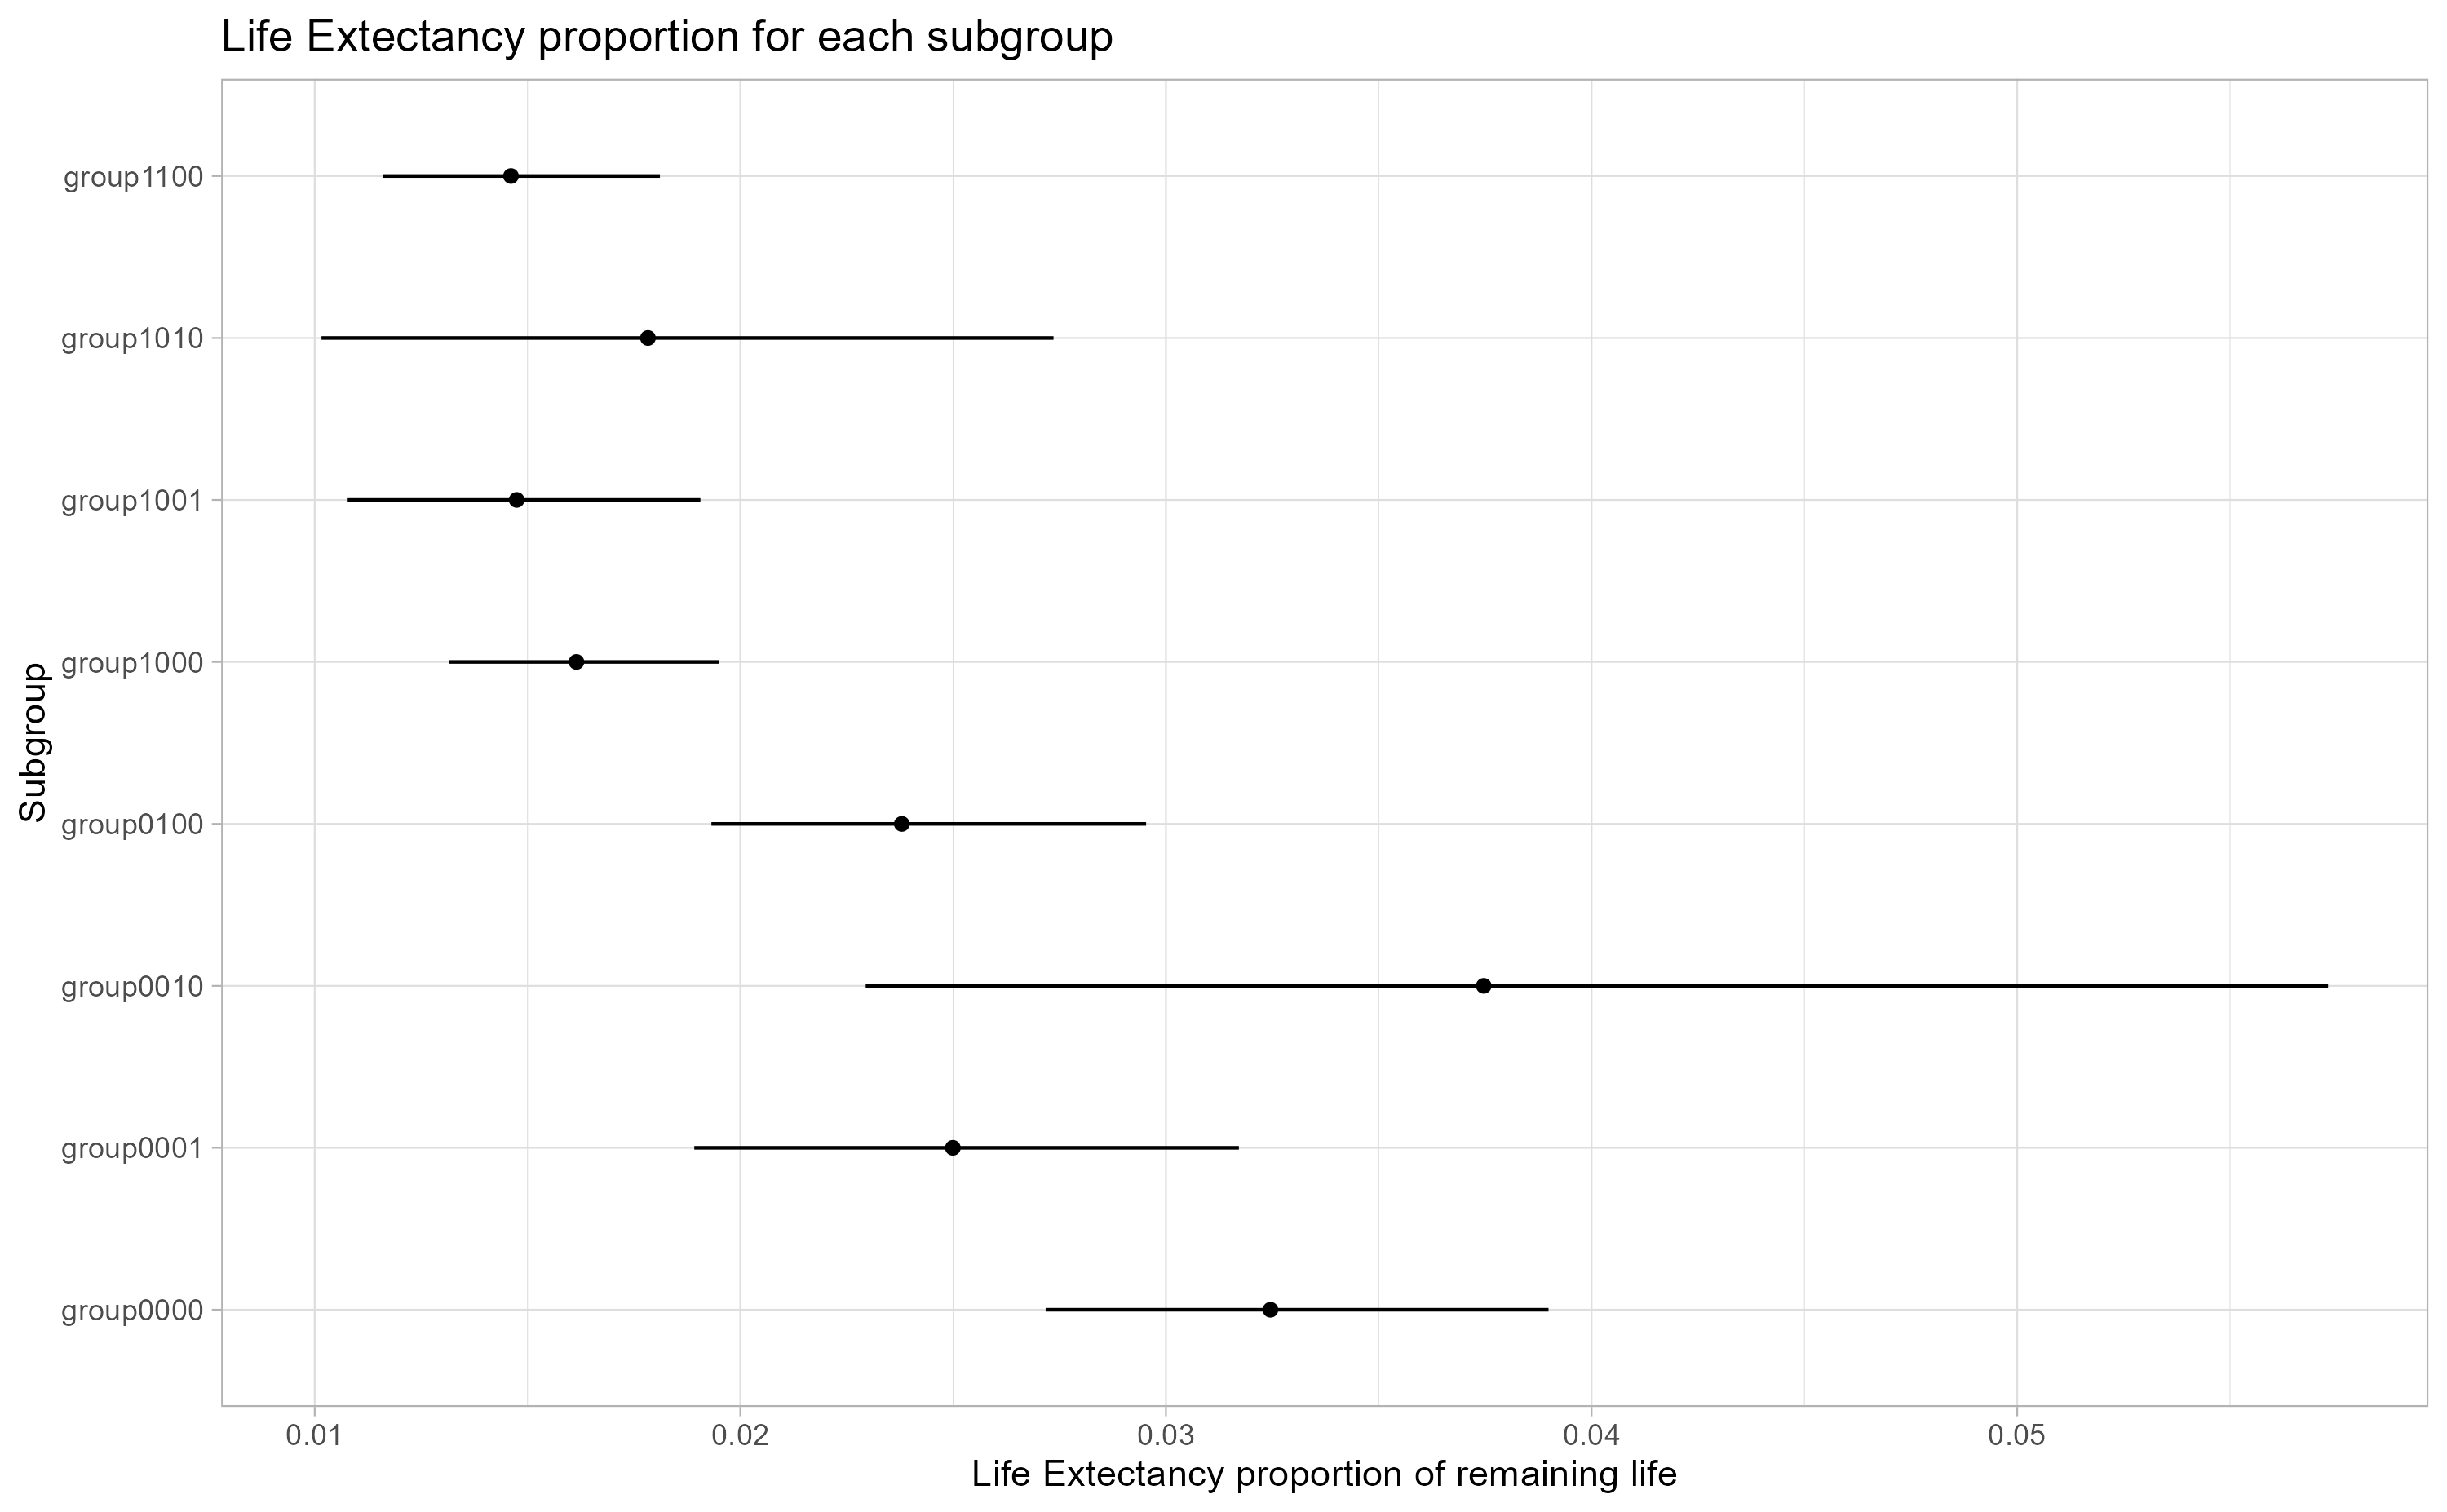 Life Extectancy proportion for each subgroup
group1100
group1010
group1001
group1000
group0100
group0010
group0001
group0000
Subgroup
0.01 0.02 0.03 0.04 0.05
Life Extectancy proportion of remaining life